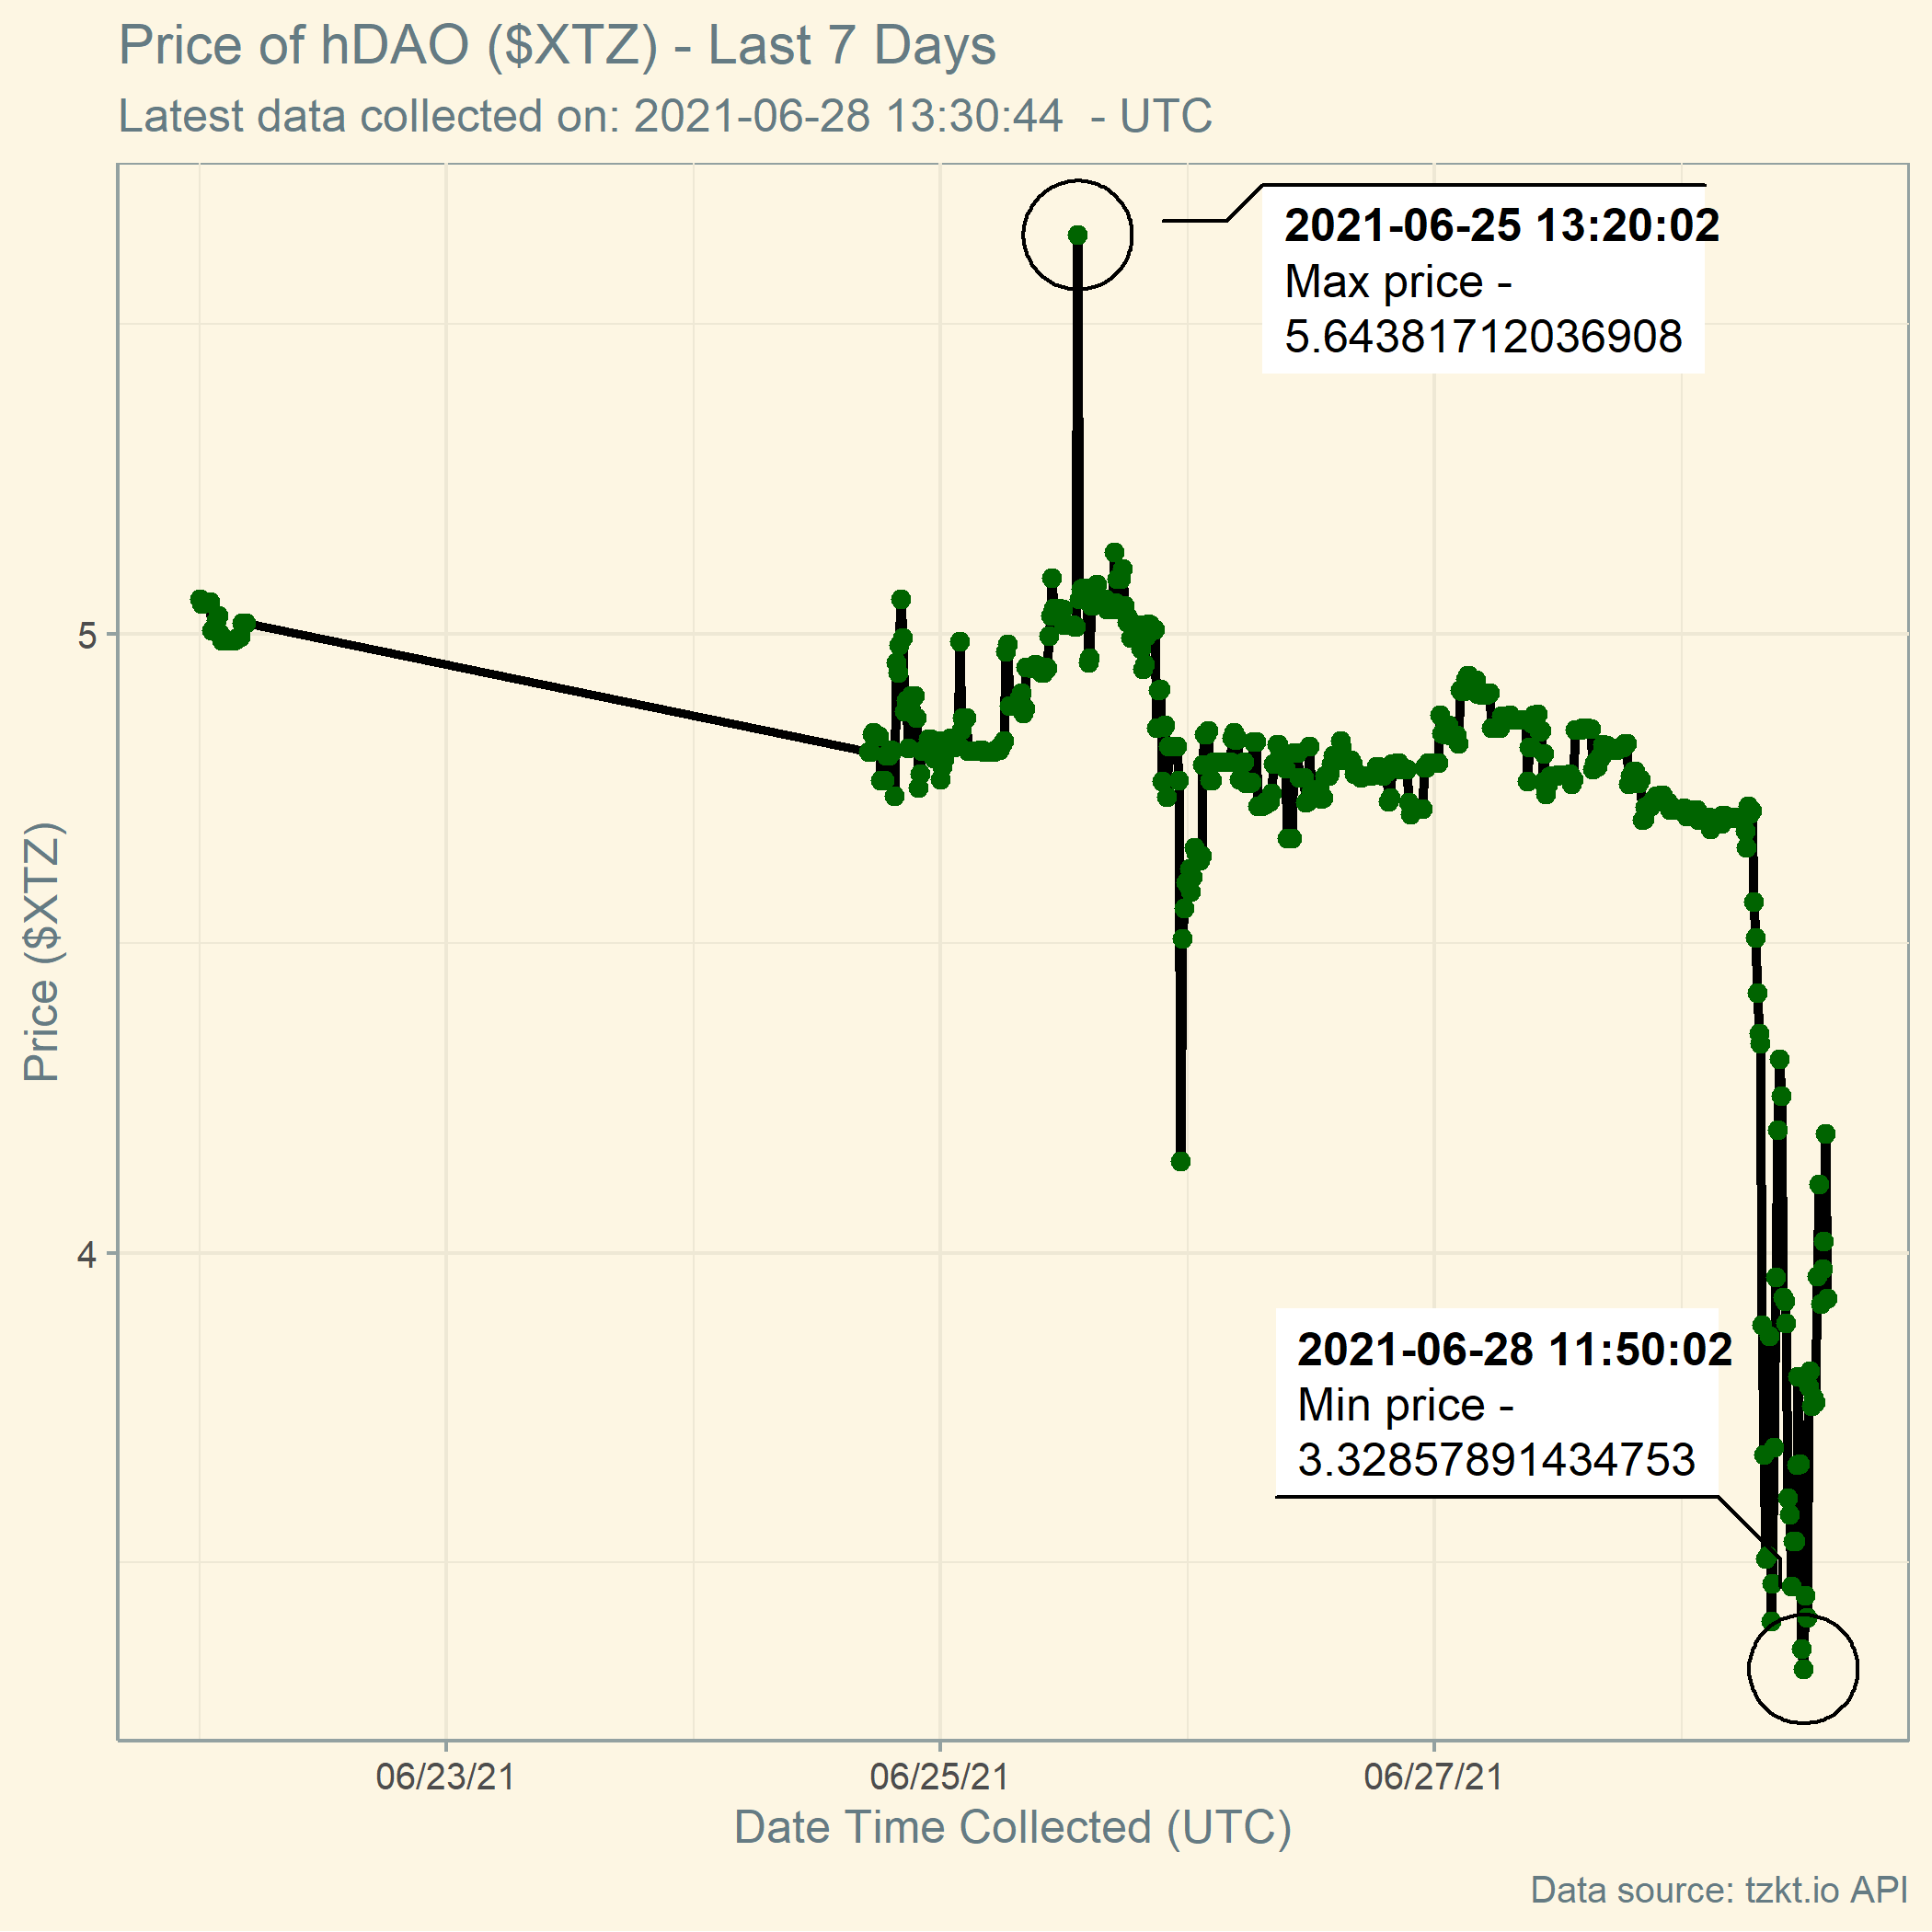 Price of hDAO ($XTZ) - Last 7 Days
Latest data collected on: 2021-06-28 13:30:44  - UTC
2021-06-25 13:20:02
Max price -
5.64381712036908
5
Price ($XTZ)
4
2021-06-28 11:50:02
Min price -
3.32857891434753
06/23/21
06/25/21
06/27/21
Date Time Collected (UTC)
Data source: tzkt.io API